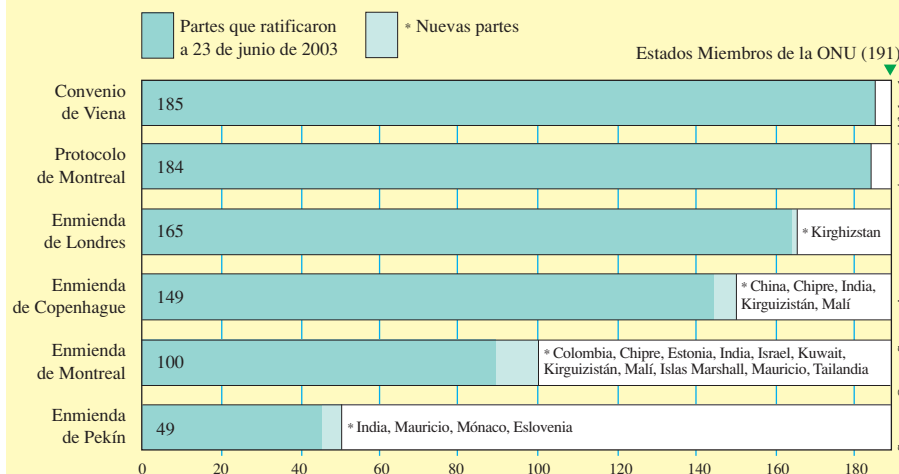 Partes que ratificaron
a 23 de junio de 2003
* Nuevas partes
Estados Miembros de la ONU (191)
Convenio
de Viena
185
Protocolo
de Montreal
184
Enmienda
de Londres
165
* Kirghizstan
Enmienda
de Copenhague
149
* China, Chipre, India,
Kirguizistán, Malí
Enmienda
de Montreal
100
* Colombia, Chipre, Estonia, India, Israel, Kuwait,
Kirguizistán, Malí, Islas Marshall, Mauricio, Tailandia
Enmienda
de Pekín
49
* India, Mauricio, Mónaco, Eslovenia
0 20 40 60 80 100 120 140 160 180